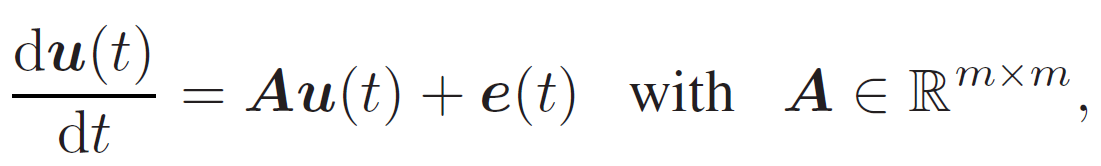 du(t)/dt = Au(t) + e(t) with A ∈ ℝ^{m×m},